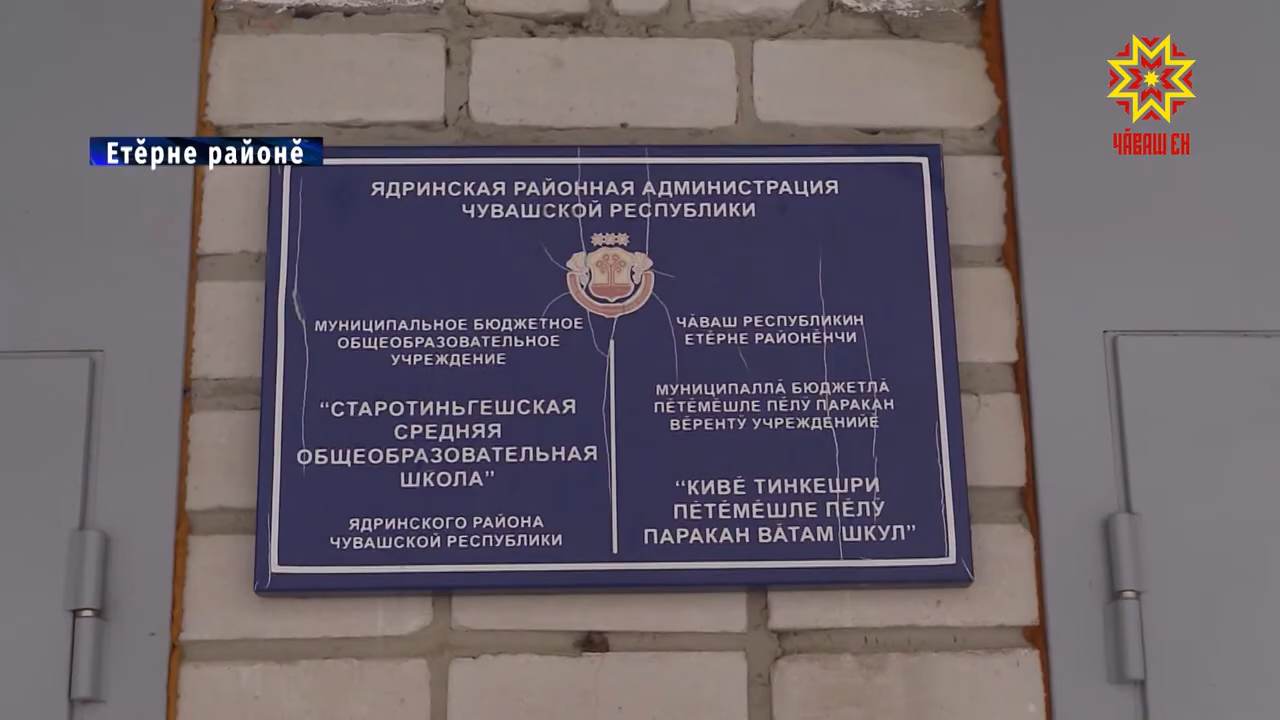 Етӗрне районӗ
ЧӐВАШ ЕН
ЯДРИНСКАЯ РАЙОННАЯ АДМИНИСТРАЦИЯ
ЧУВАШСКОЙ РЕСПУБЛИКИ
МУНИЦИПАЛЬНОЕ БЮДЖЕТНОЕ
ОБЩЕОБРАЗОВАТЕЛЬНОЕ
УЧРЕЖДЕНИЕ
“СТАРОТИНЬГЕШСКАЯ
СРЕДНЯЯ
ОБЩЕОБРАЗОВАТЕЛЬНАЯ
ШКОЛА”
ЯДРИНСКОГО РАЙОНА
ЧУВАШСКОЙ РЕСПУБЛИКИ
ЧӐВАШ РЕСПУБЛИКИН
ЕТӖРНЕ РАЙОНӖНЧИ
МУНИЦИПАЛЛӐ БЮДЖЕТЛӐ
ПӖТӖМӖШЛЕ ПӖЛӲ ПАРАКАН
ВӖРЕНТӲ УЧРЕЖДЕНИЙӖ
“КИВӖ ТИНКЕШРИ
ПӖТӖМӖШЛЕ ПӖЛӲ
ПАРАКАН ВӐТАМ ШКУЛ”